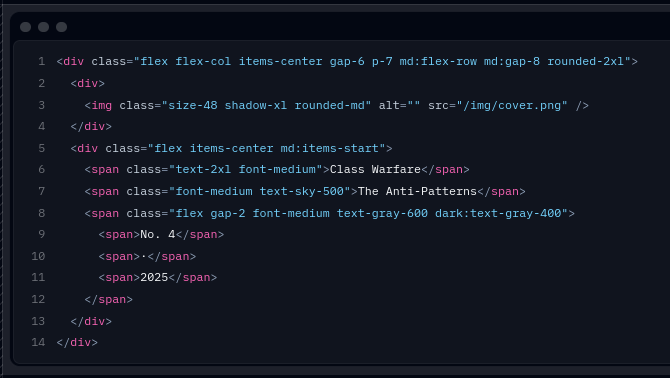 1 <div class="flex flex-col items-center gap-6 p-7 md:flex-row md:gap-8 rounded-2xl">
2 <div>
3 <img class="size-48 shadow-xl rounded-md" alt="" src="/img/cover.png" />
4 </div>
5 <div class="flex items-center md:items-start">
6 <span class="text-2xl font-medium">Class Warfare</span>
7 <span class="font-medium text-sky-500">The Anti-Patterns</span>
8 <span class="flex gap-2 font-medium text-gray-600 dark:text-gray-400">
9 <span>No. 4</span>
10 <span>·</span>
11 <span>2025</span>
12 </span>
13 </div>
14 </div>